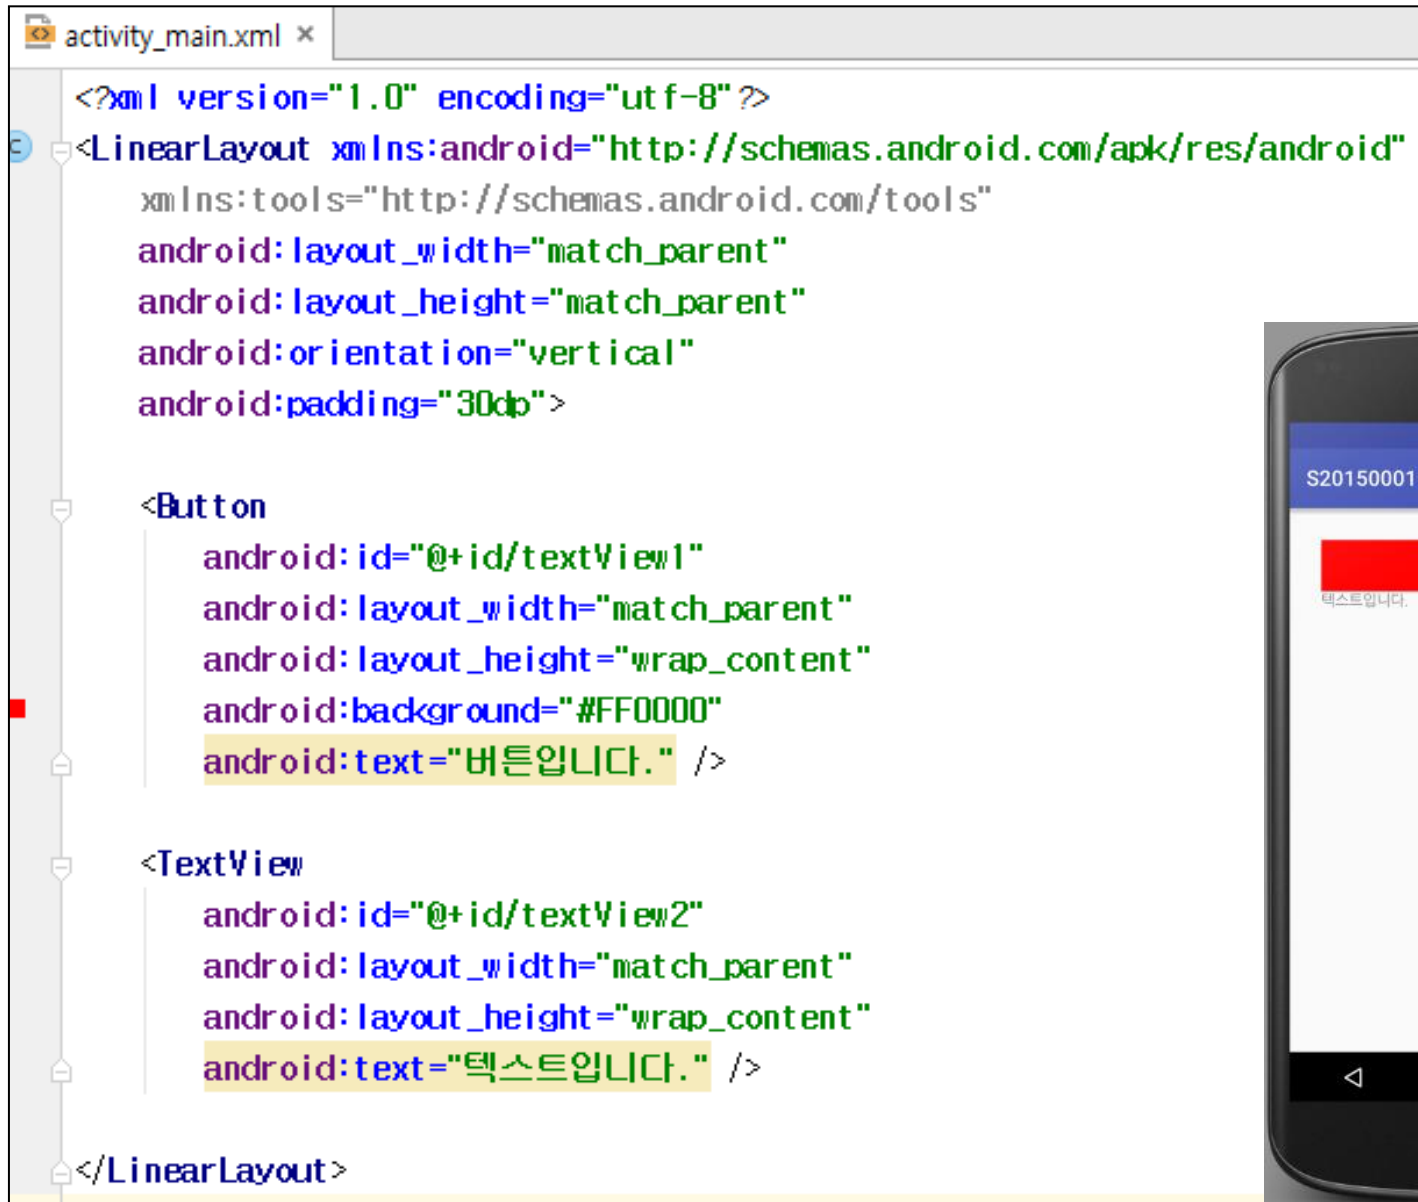 activity_main.xml ×
<?xml version="1.0" encoding="utf-8"?>
<LinearLayout xmlns:android="http://schemas.android.com/apk/res/android"
xmlns:tools="http://schemas.android.com/tools"
android:layout_width="match_parent"
android:layout_height="match_parent"
android:orientation="vertical"
android:padding="30dp">
<Button
android:id="@+id/textView1"
android:layout_width="match_parent"
android:layout_height="wrap_content"
android:background="#FF0000"
android:text="버튼입니다." />
<TextView
android:id="@+id/textView2"
android:layout_width="match_parent"
android:layout_height="wrap_content"
android:text="텍스트입니다." />
</LinearLayout>
S20150001
텍스트입니다.